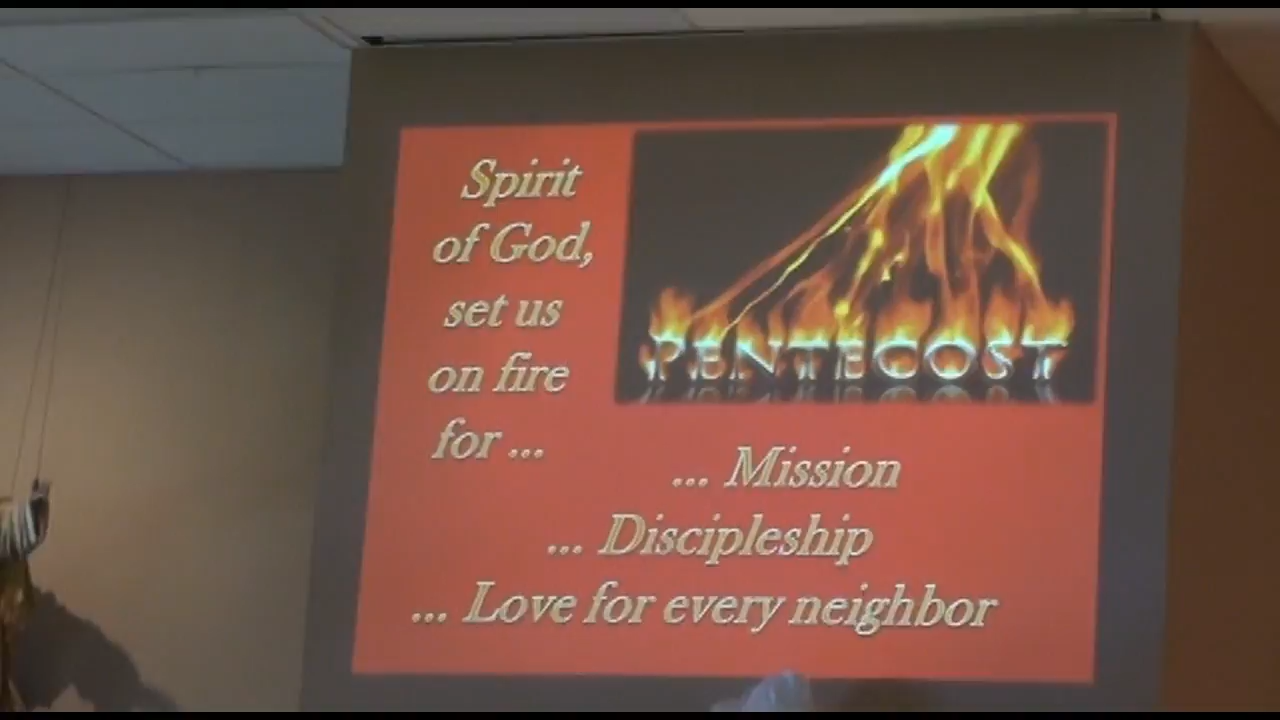 Spirit
of God,
set us
on fire
for ...
PENTECOST
... Mission
... Discipleship
... Love for every neighbor